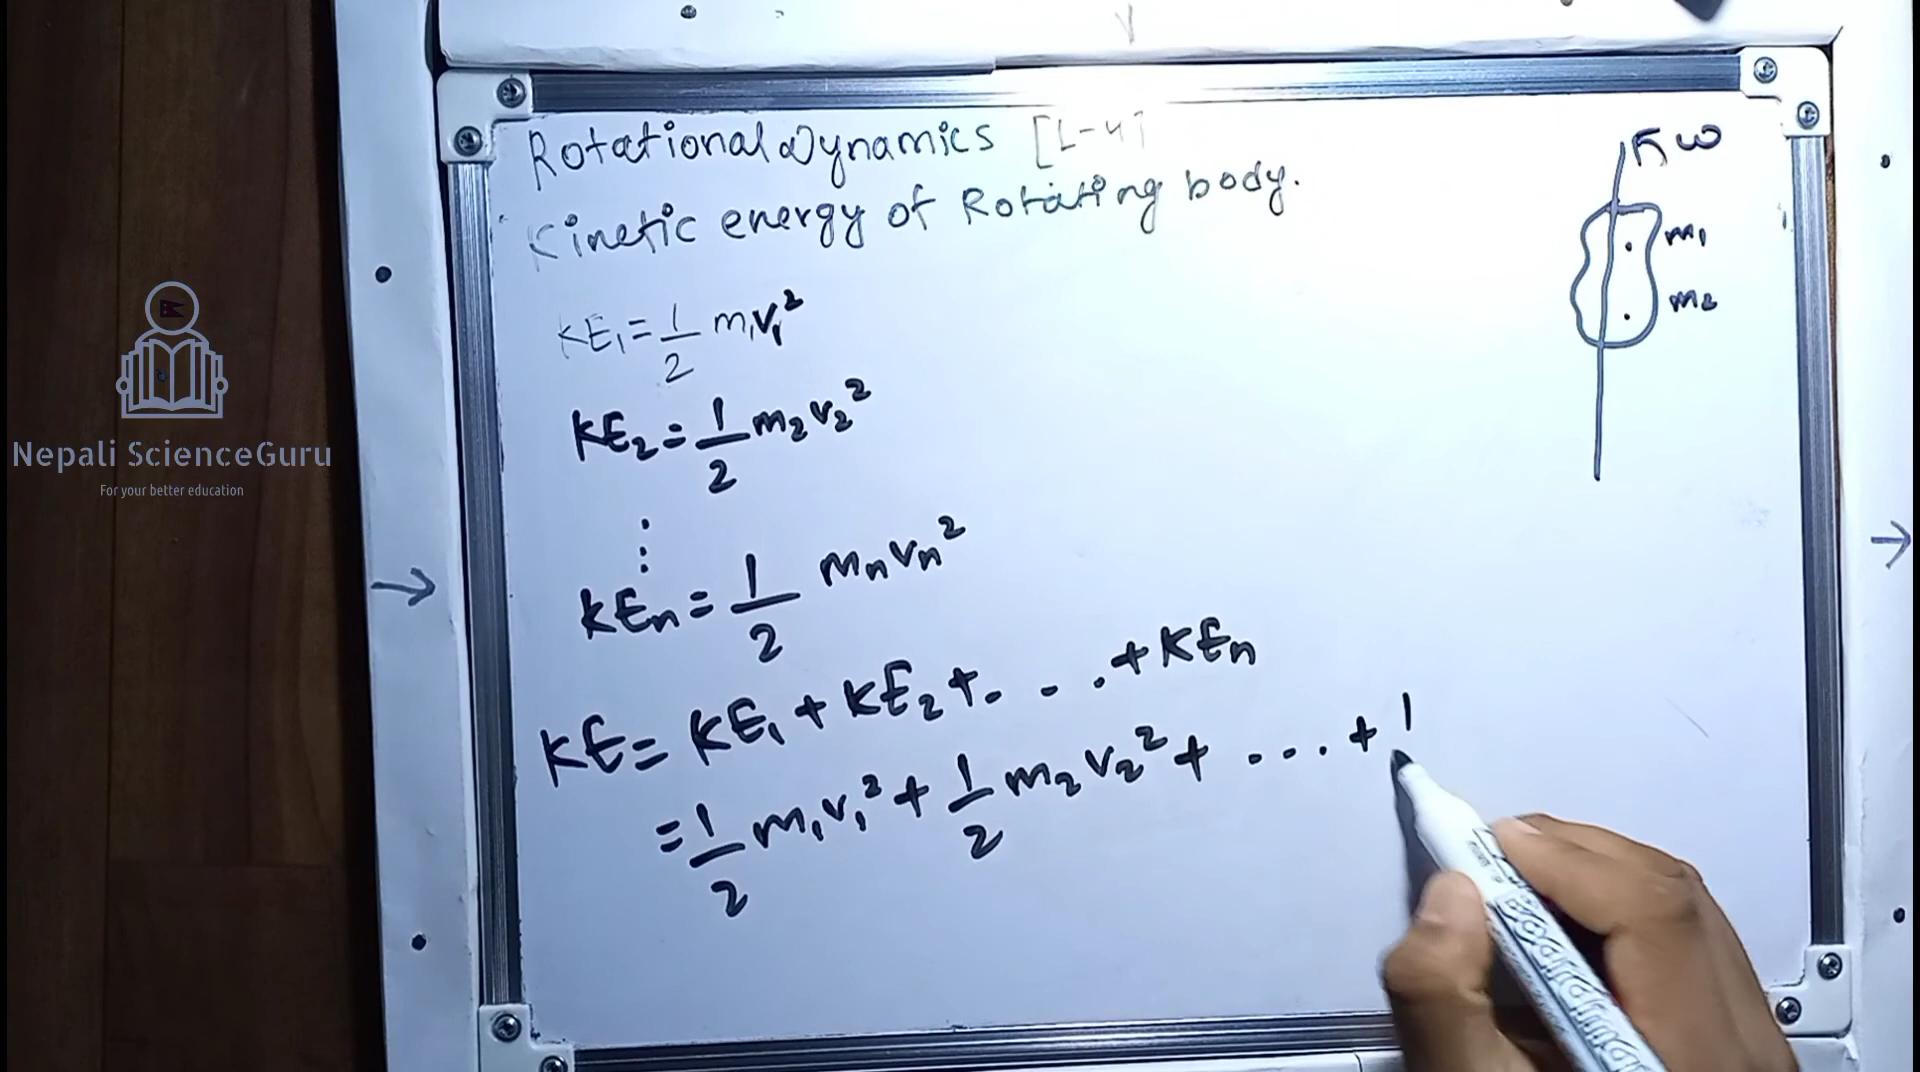 Rotational Dynamics [L-4]
Kinetic energy of Rotating body.
KE₁ = 1/2 m₁v₁²
KE₂ = 1/2 m₂v₂²
⋮
KEₙ = 1/2 mₙvₙ²
KE = KE₁ + KE₂ + . . . + KEₙ
= 1/2 m₁v₁² + 1/2 m₂v₂² + . . . + 1
ω
m₁
m₂
Nepali ScienceGuru
For your better education